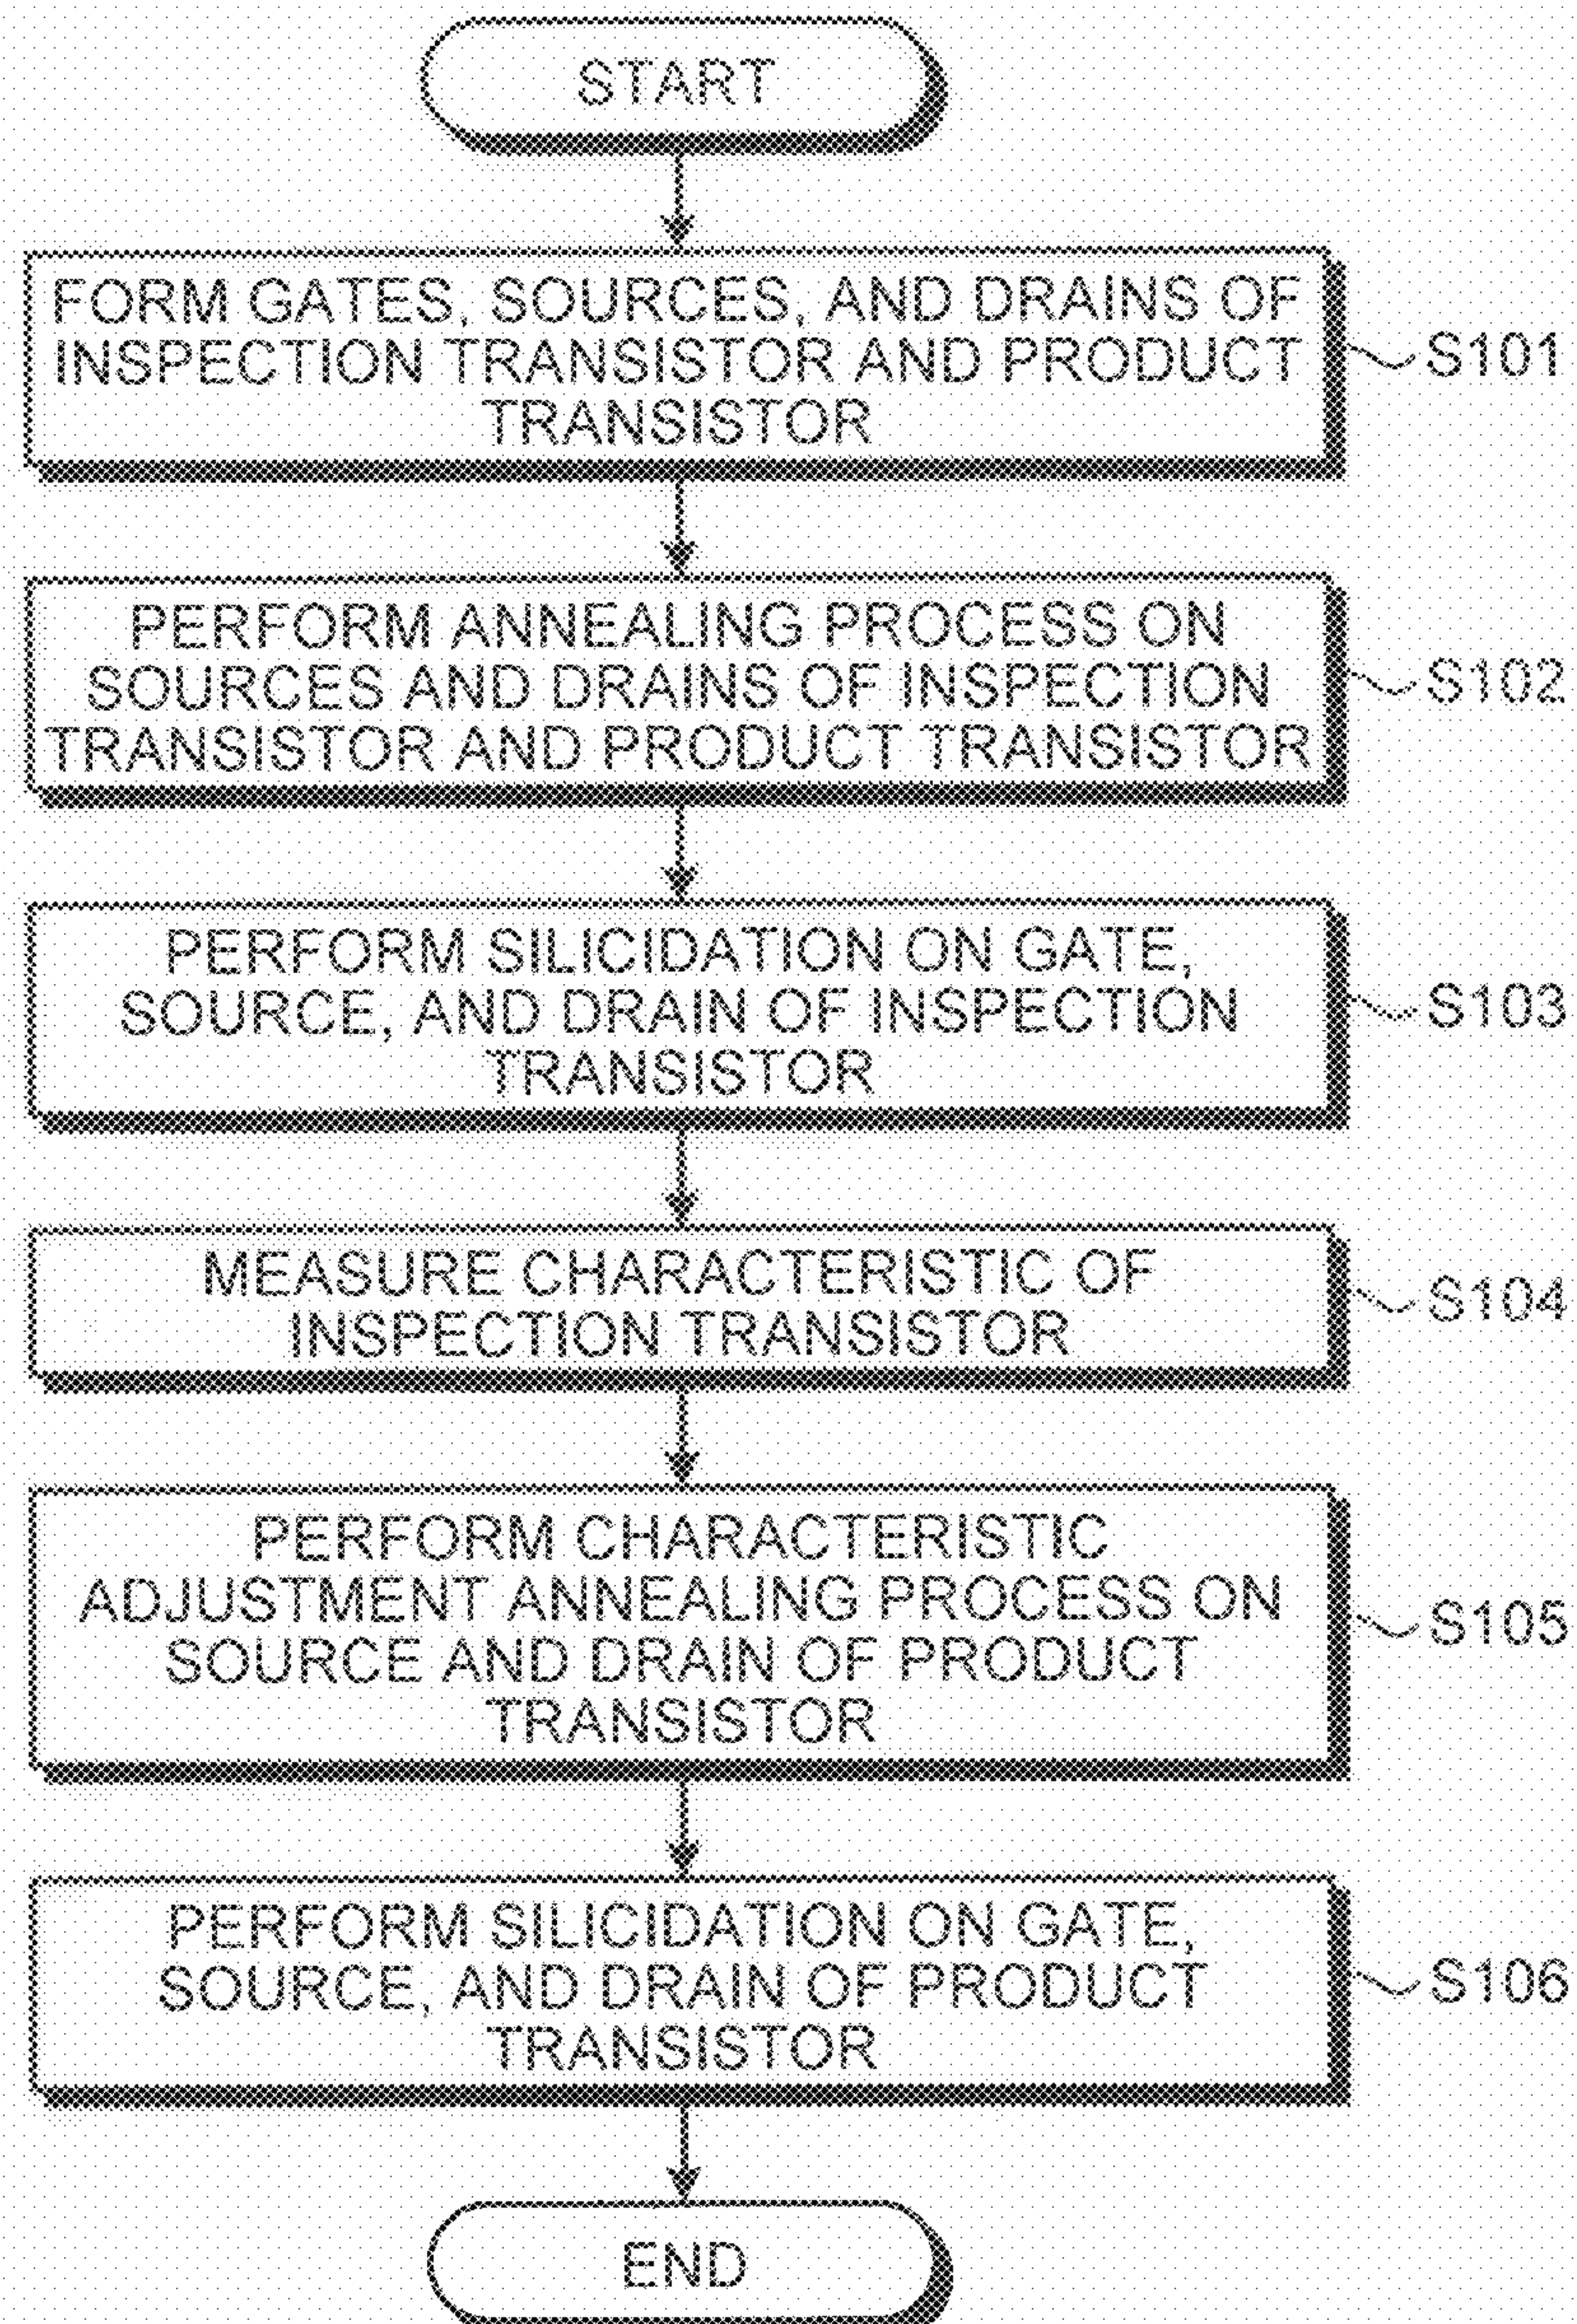 START
FORM GATES, SOURCES, AND DRAINS OF
INSPECTION TRANSISTOR AND PRODUCT
TRANSISTOR
S101
PERFORM ANNEALING PROCESS ON
SOURCES AND DRAINS OF INSPECTION
TRANSISTOR AND PRODUCT TRANSISTOR
S102
PERFORM SILICIDATION ON GATE,
SOURCE, AND DRAIN OF INSPECTION
TRANSISTOR
S103
MEASURE CHARACTERISTIC OF
INSPECTION TRANSISTOR
S104
PERFORM CHARACTERISTIC
ADJUSTMENT ANNEALING PROCESS ON
SOURCE AND DRAIN OF PRODUCT
TRANSISTOR
S105
PERFORM SILICIDATION ON GATE,
SOURCE, AND DRAIN OF PRODUCT
TRANSISTOR
S106
END